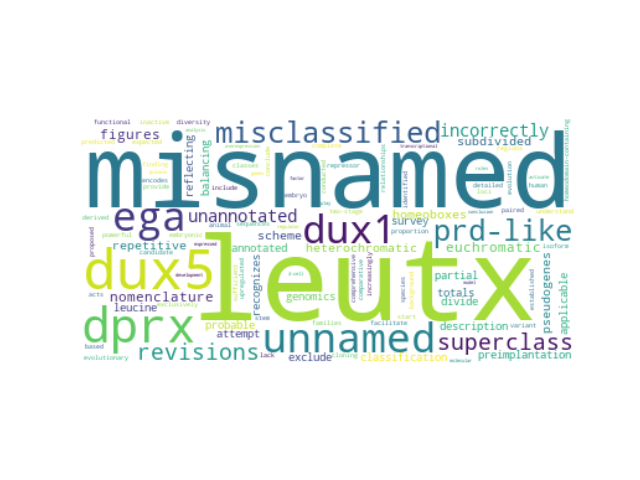 functional inactive diversity
figures
misclassified
incorrectly
subdivided
reflecting
balancing
homeodomain-containing
misnamed
relationships
ega
unannotated
dux1
homeoboxes
prd-like
survey
scheme
annotated
heterochromatic
euchromatic
repetitive
candidate
dux5
leutx
upregulated
recognizes
genomics
comprehensive
comparative
increasingly
species
partial
totals
divide
pseudogenes
applicable
nomenclature
leucine
dprx
probable
attempt
unnamed
description
variant
superclass
revisions
exclude
classification
preimplantation
acts
exclusively
stem
facilitate
based
evolutionary
lack
cloning
families
molecular
predicted
expected
encodes
provide
derived
proposed
animal
sequences
include
embryo
two-stage
identified
detailed
evolution
human
paired
understand
established
isoform
sufficient
background
start
development
expressed
transcriptional
repressor
factor
proportion
powerful
embryonic
loci
model